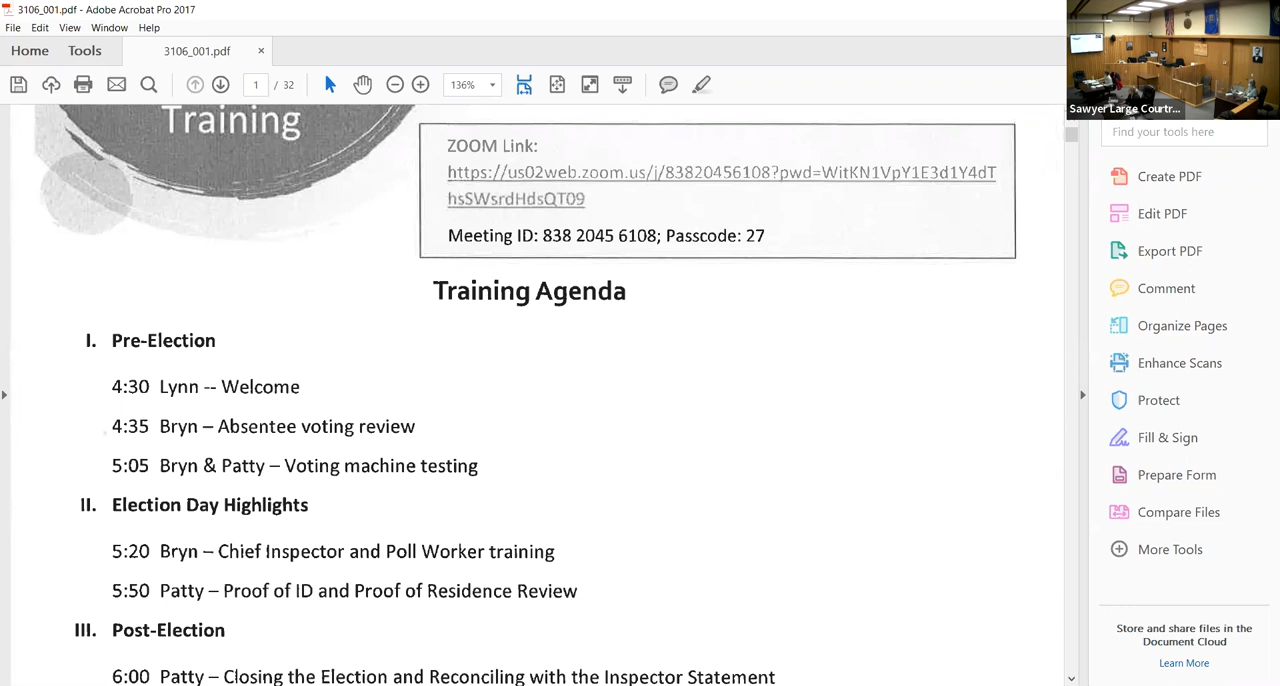 3106_001.pdf - Adobe Acrobat Pro 2017
File Edit View Window Help
Home Tools 3106_001.pdf ×
1 / 32 136%
Sawyer Large Courtr...
Find your tools here
Training
ZOOM Link:
https://us02web.zoom.us/j/83820456108?pwd=WitKN1VpY1E3d1Y4dT
hsSWsrdHdsQT09
Meeting ID: 838 2045 6108; Passcode: 27
Training Agenda
I. Pre-Election
4:30 Lynn -- Welcome
4:35 Bryn – Absentee voting review
5:05 Bryn & Patty – Voting machine testing
II. Election Day Highlights
5:20 Bryn – Chief Inspector and Poll Worker training
5:50 Patty – Proof of ID and Proof of Residence Review
III. Post-Election
6:00 Patty – Closing the Election and Reconciling with the Inspector Statement
Create PDF
Edit PDF
Export PDF
Comment
Organize Pages
Enhance Scans
Protect
Fill & Sign
Prepare Form
Compare Files
More Tools
Store and share files in the
Document Cloud
Learn More